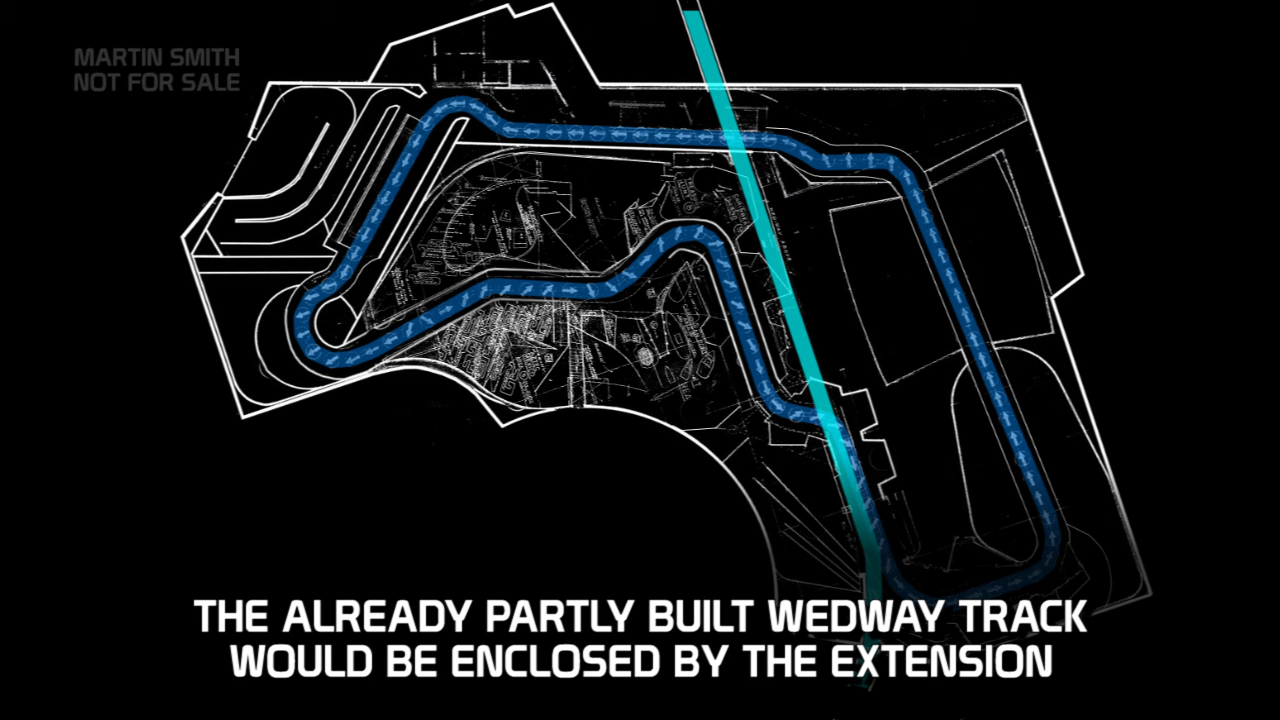 MARTIN SMITH
NOT FOR SALE
THE ALREADY PARTLY BUILT WEDWAY TRACK
WOULD BE ENCLOSED BY THE EXTENSION